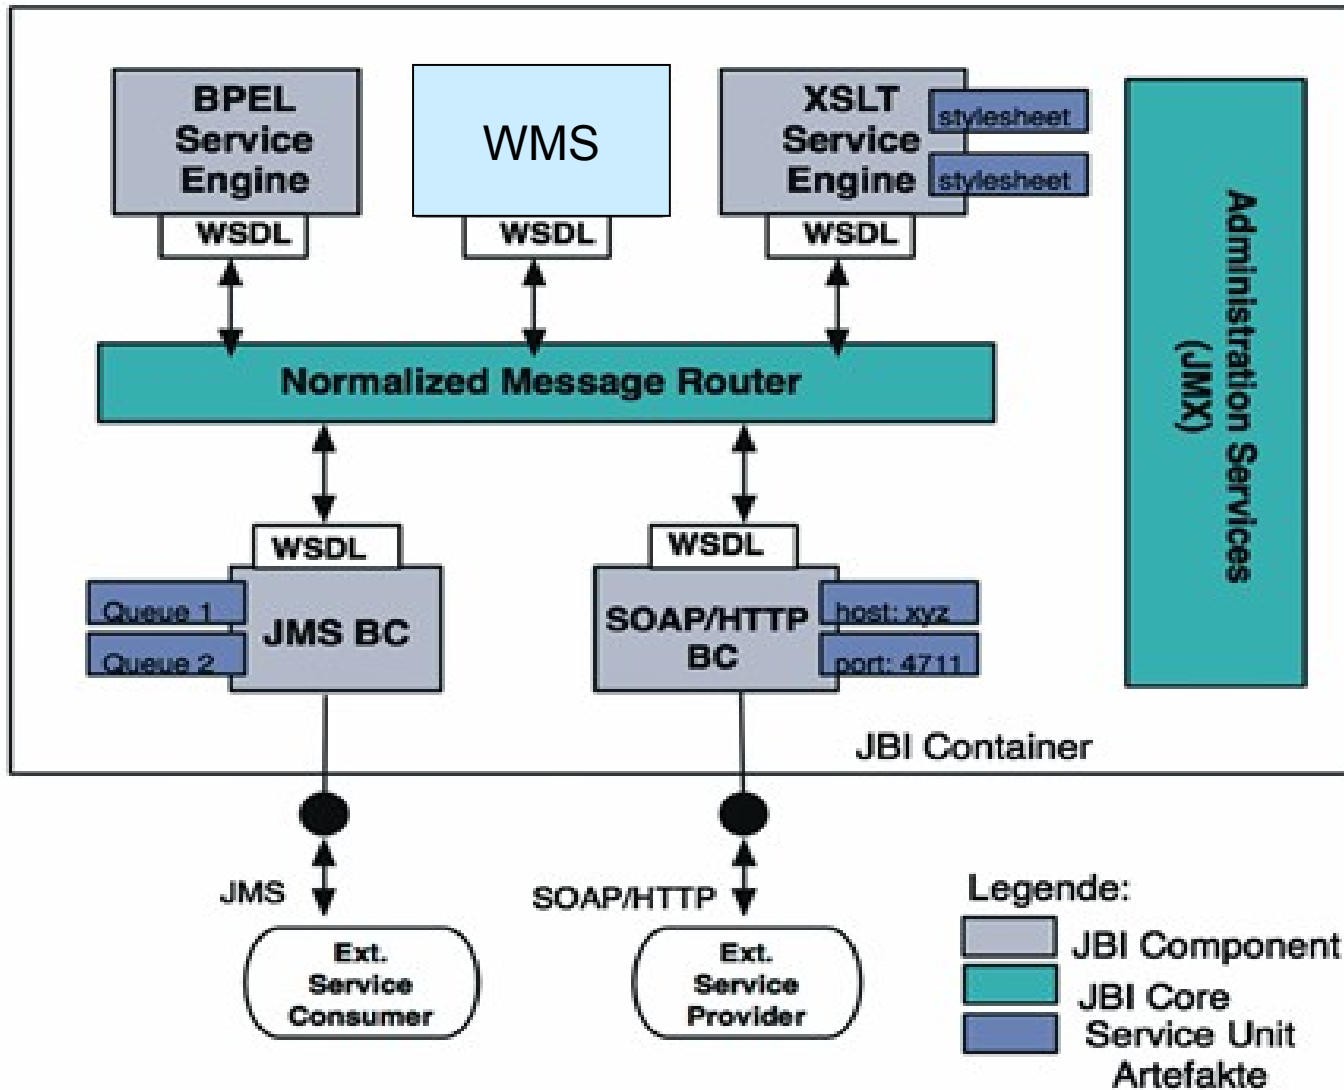 BPEL
Service
Engine
WMS
XSLT
Service
Engine
stylesheet
stylesheet
WSDL
WSDL
WSDL
Normalized Message Router
Administration Services
(JMX)
WSDL
WSDL
Queue 1
Queue 2
JMS BC
SOAP/HTTP
BC
host: xyz
port: 4711
JBI Container
JMS
SOAP/HTTP
Ext.
Service
Consumer
Ext.
Service
Provider
Legende:
JBI Component
JBI Core
Service Unit
Artefakte